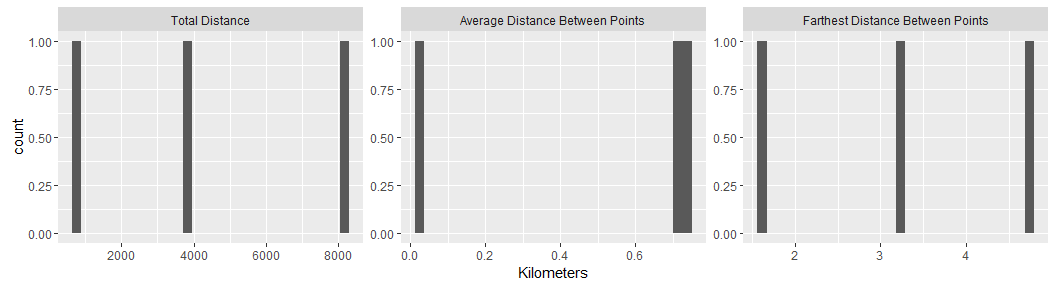 Total Distance
Average Distance Between Points
Farthest Distance Between Points
count
1.00
0.75
0.50
0.25
0.00
2000 4000 6000 8000
1.00
0.75
0.50
0.25
0.00
0.0 0.2 0.4 0.6
1.00
0.75
0.50
0.25
0.00
2 3 4
Kilometers